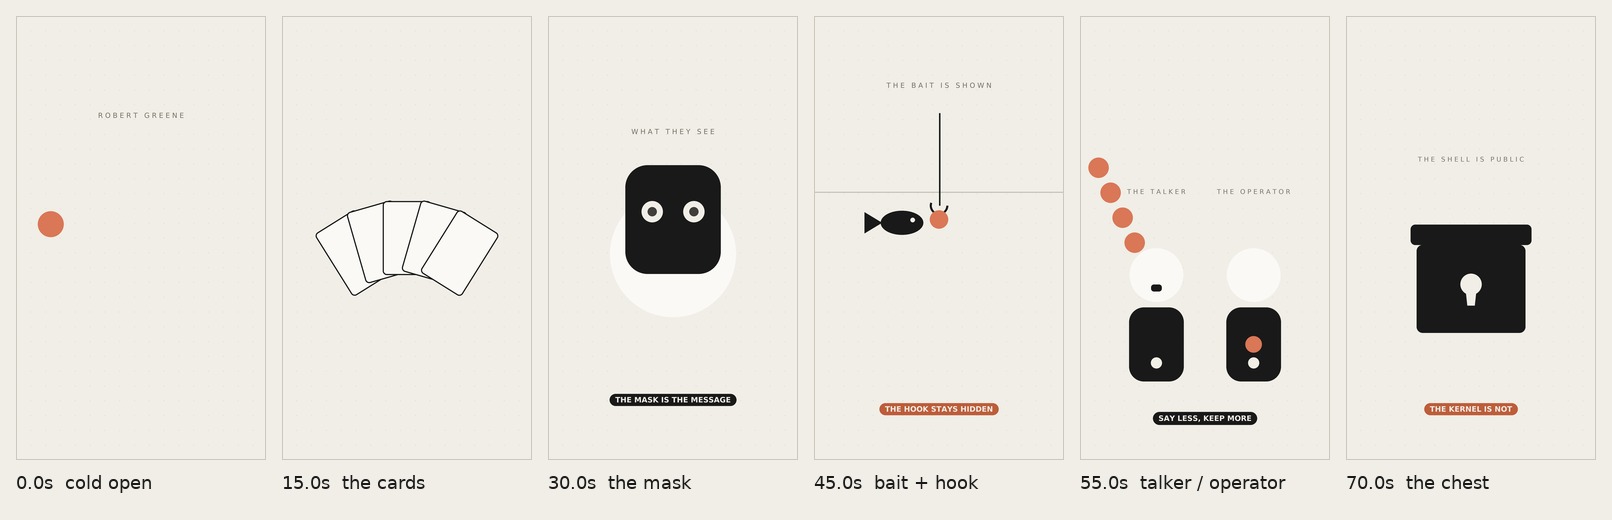 ROBERT GREENE
WHAT THEY SEE
THE MASK IS THE MESSAGE
THE BAIT IS SHOWN
THE HOOK STAYS HIDDEN
THE TALKER
THE OPERATOR
SAY LESS, KEEP MORE
THE SHELL IS PUBLIC
THE KERNEL IS NOT
0.0s cold open
15.0s the cards
30.0s the mask
45.0s bait + hook
55.0s talker / operator
70.0s the chest